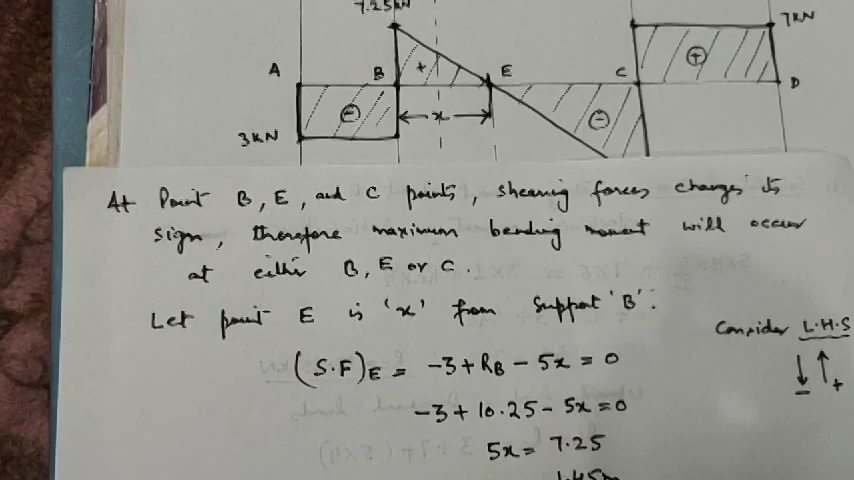 7.25kN
7kN
A B + E C + D
- x -
3kN
At Point B, E, and C points, shearing forces changes its
sign, therefore maximum bending moment will occur
at either B, E or C.
Let point E is 'x' from support 'B'.
Consider L.H.S
(S.F)E = -3+RB - 5x = 0
- +
-3+10.25-5x=0
5x= 7.25
1.45m